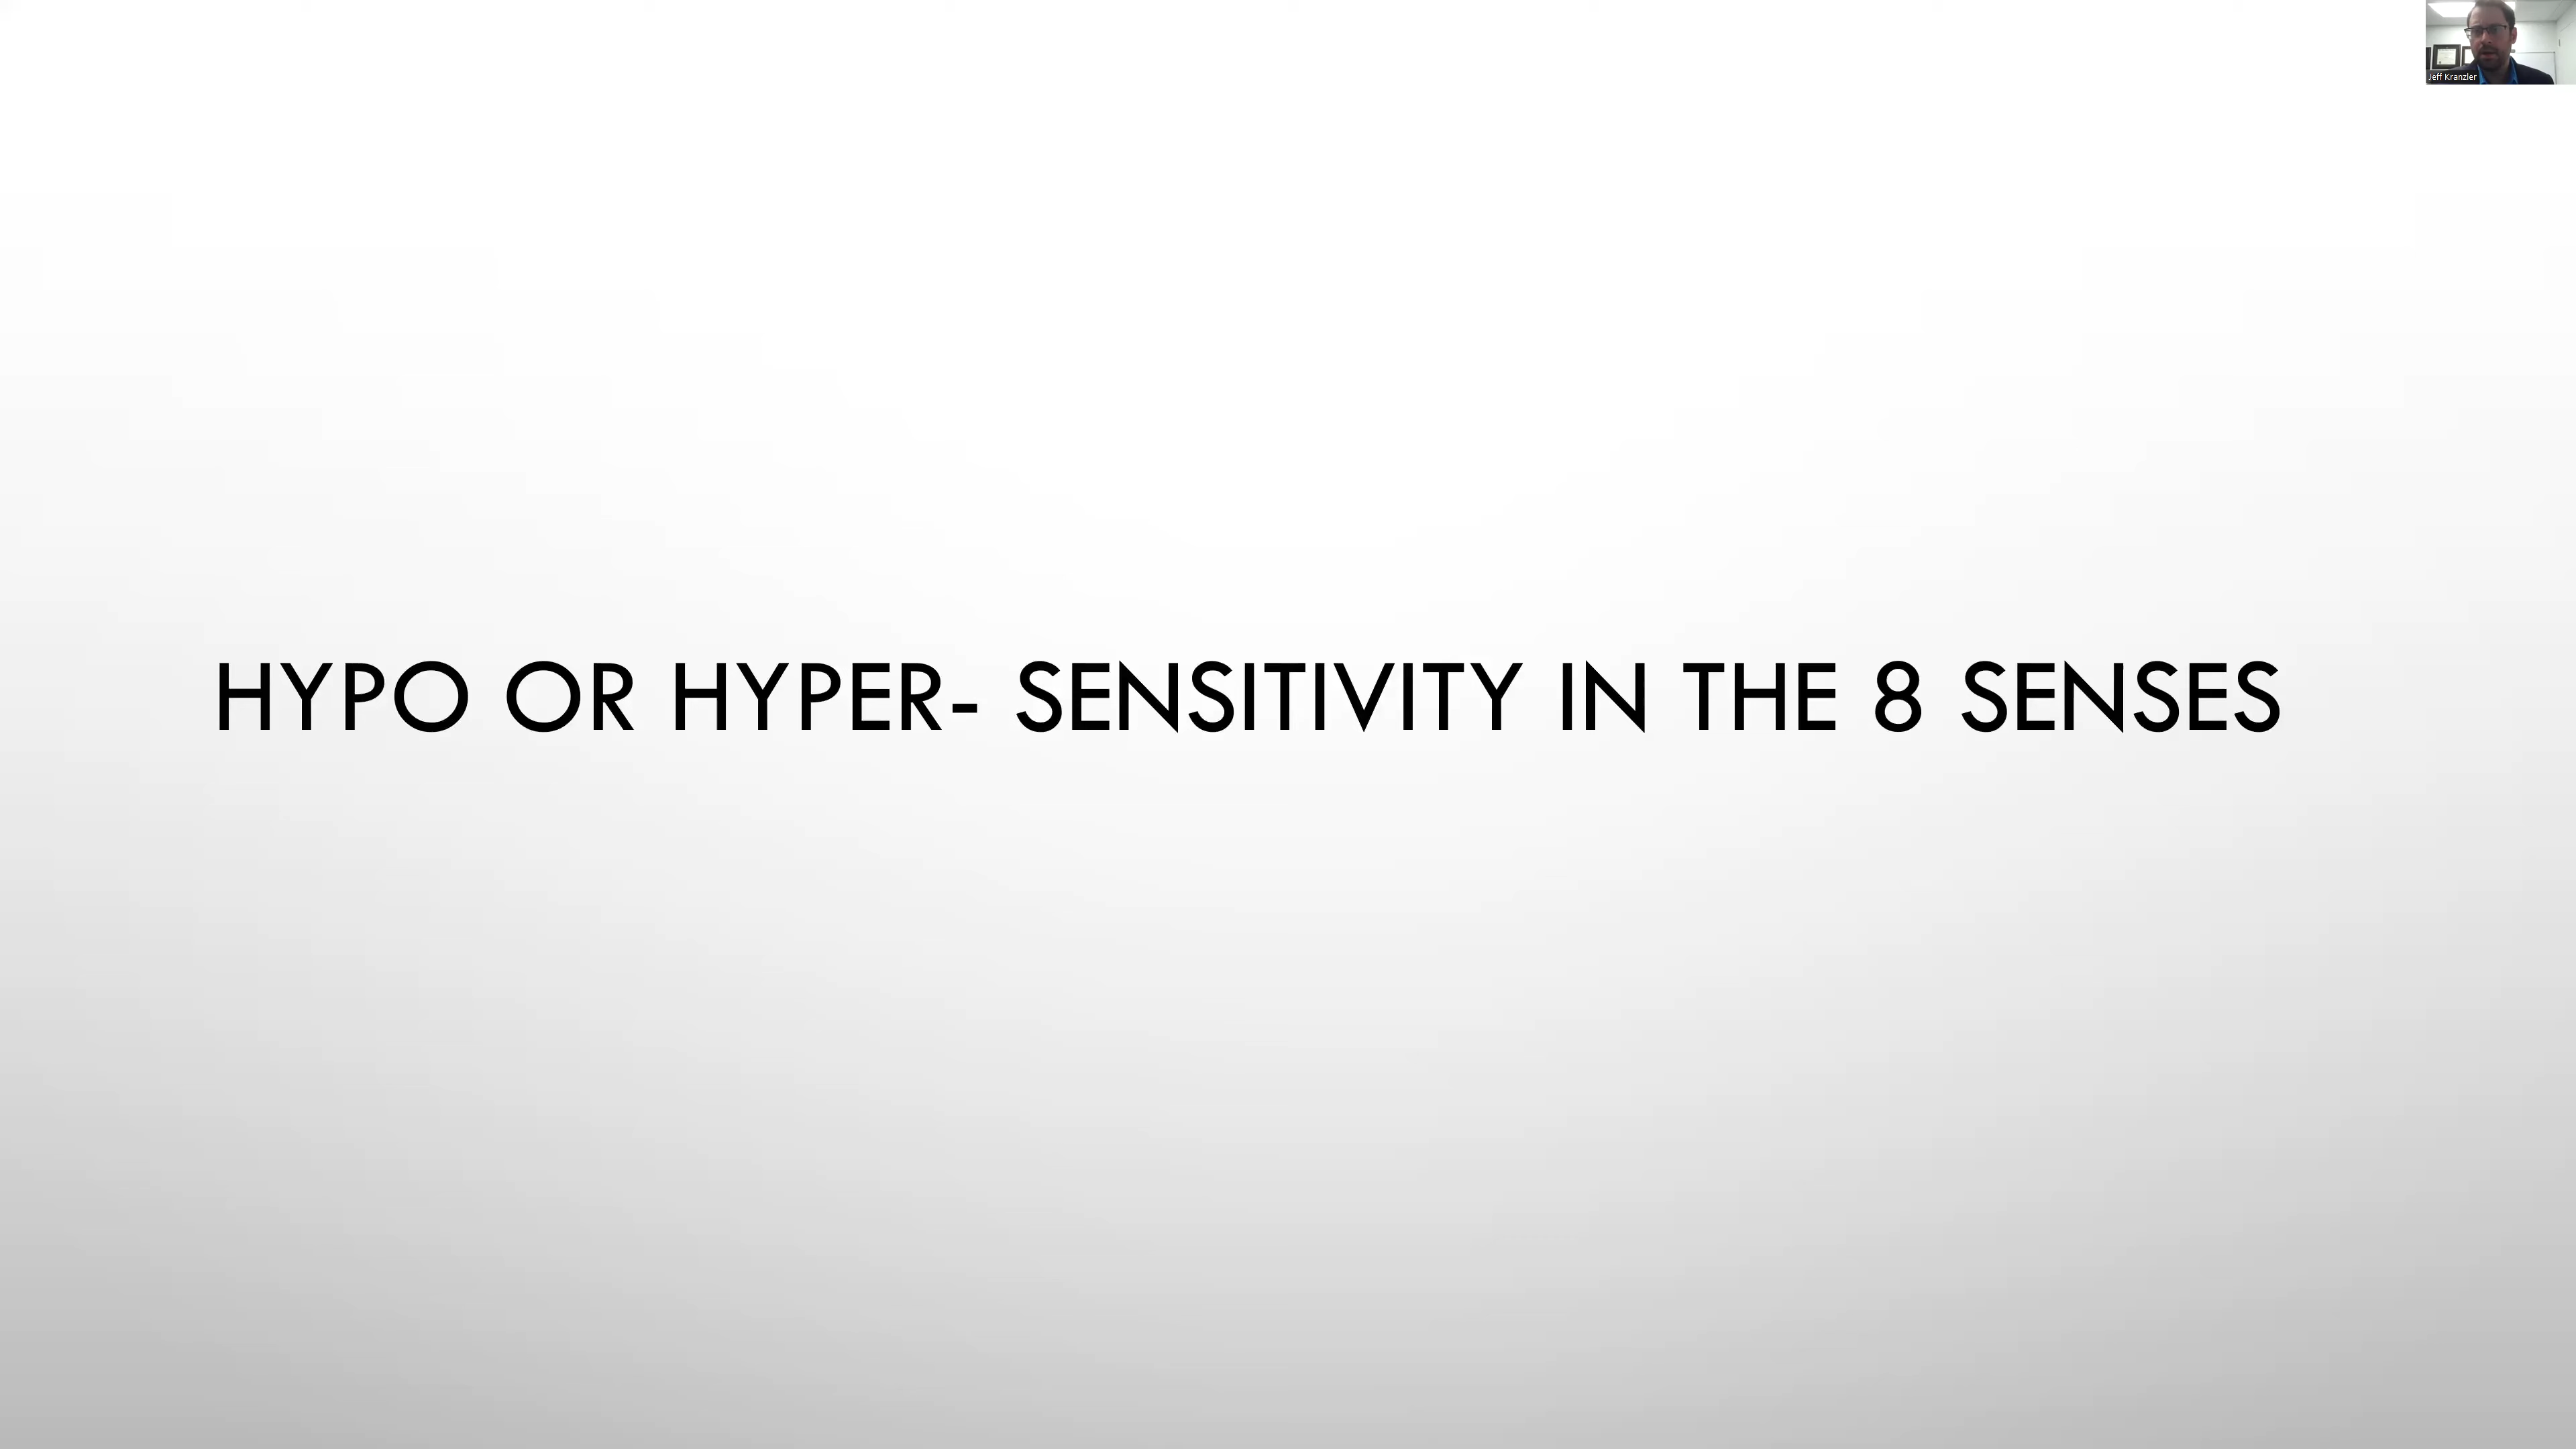 Jeff Kranzler
HYPO OR HYPER- SENSITIVITY IN THE 8 SENSES